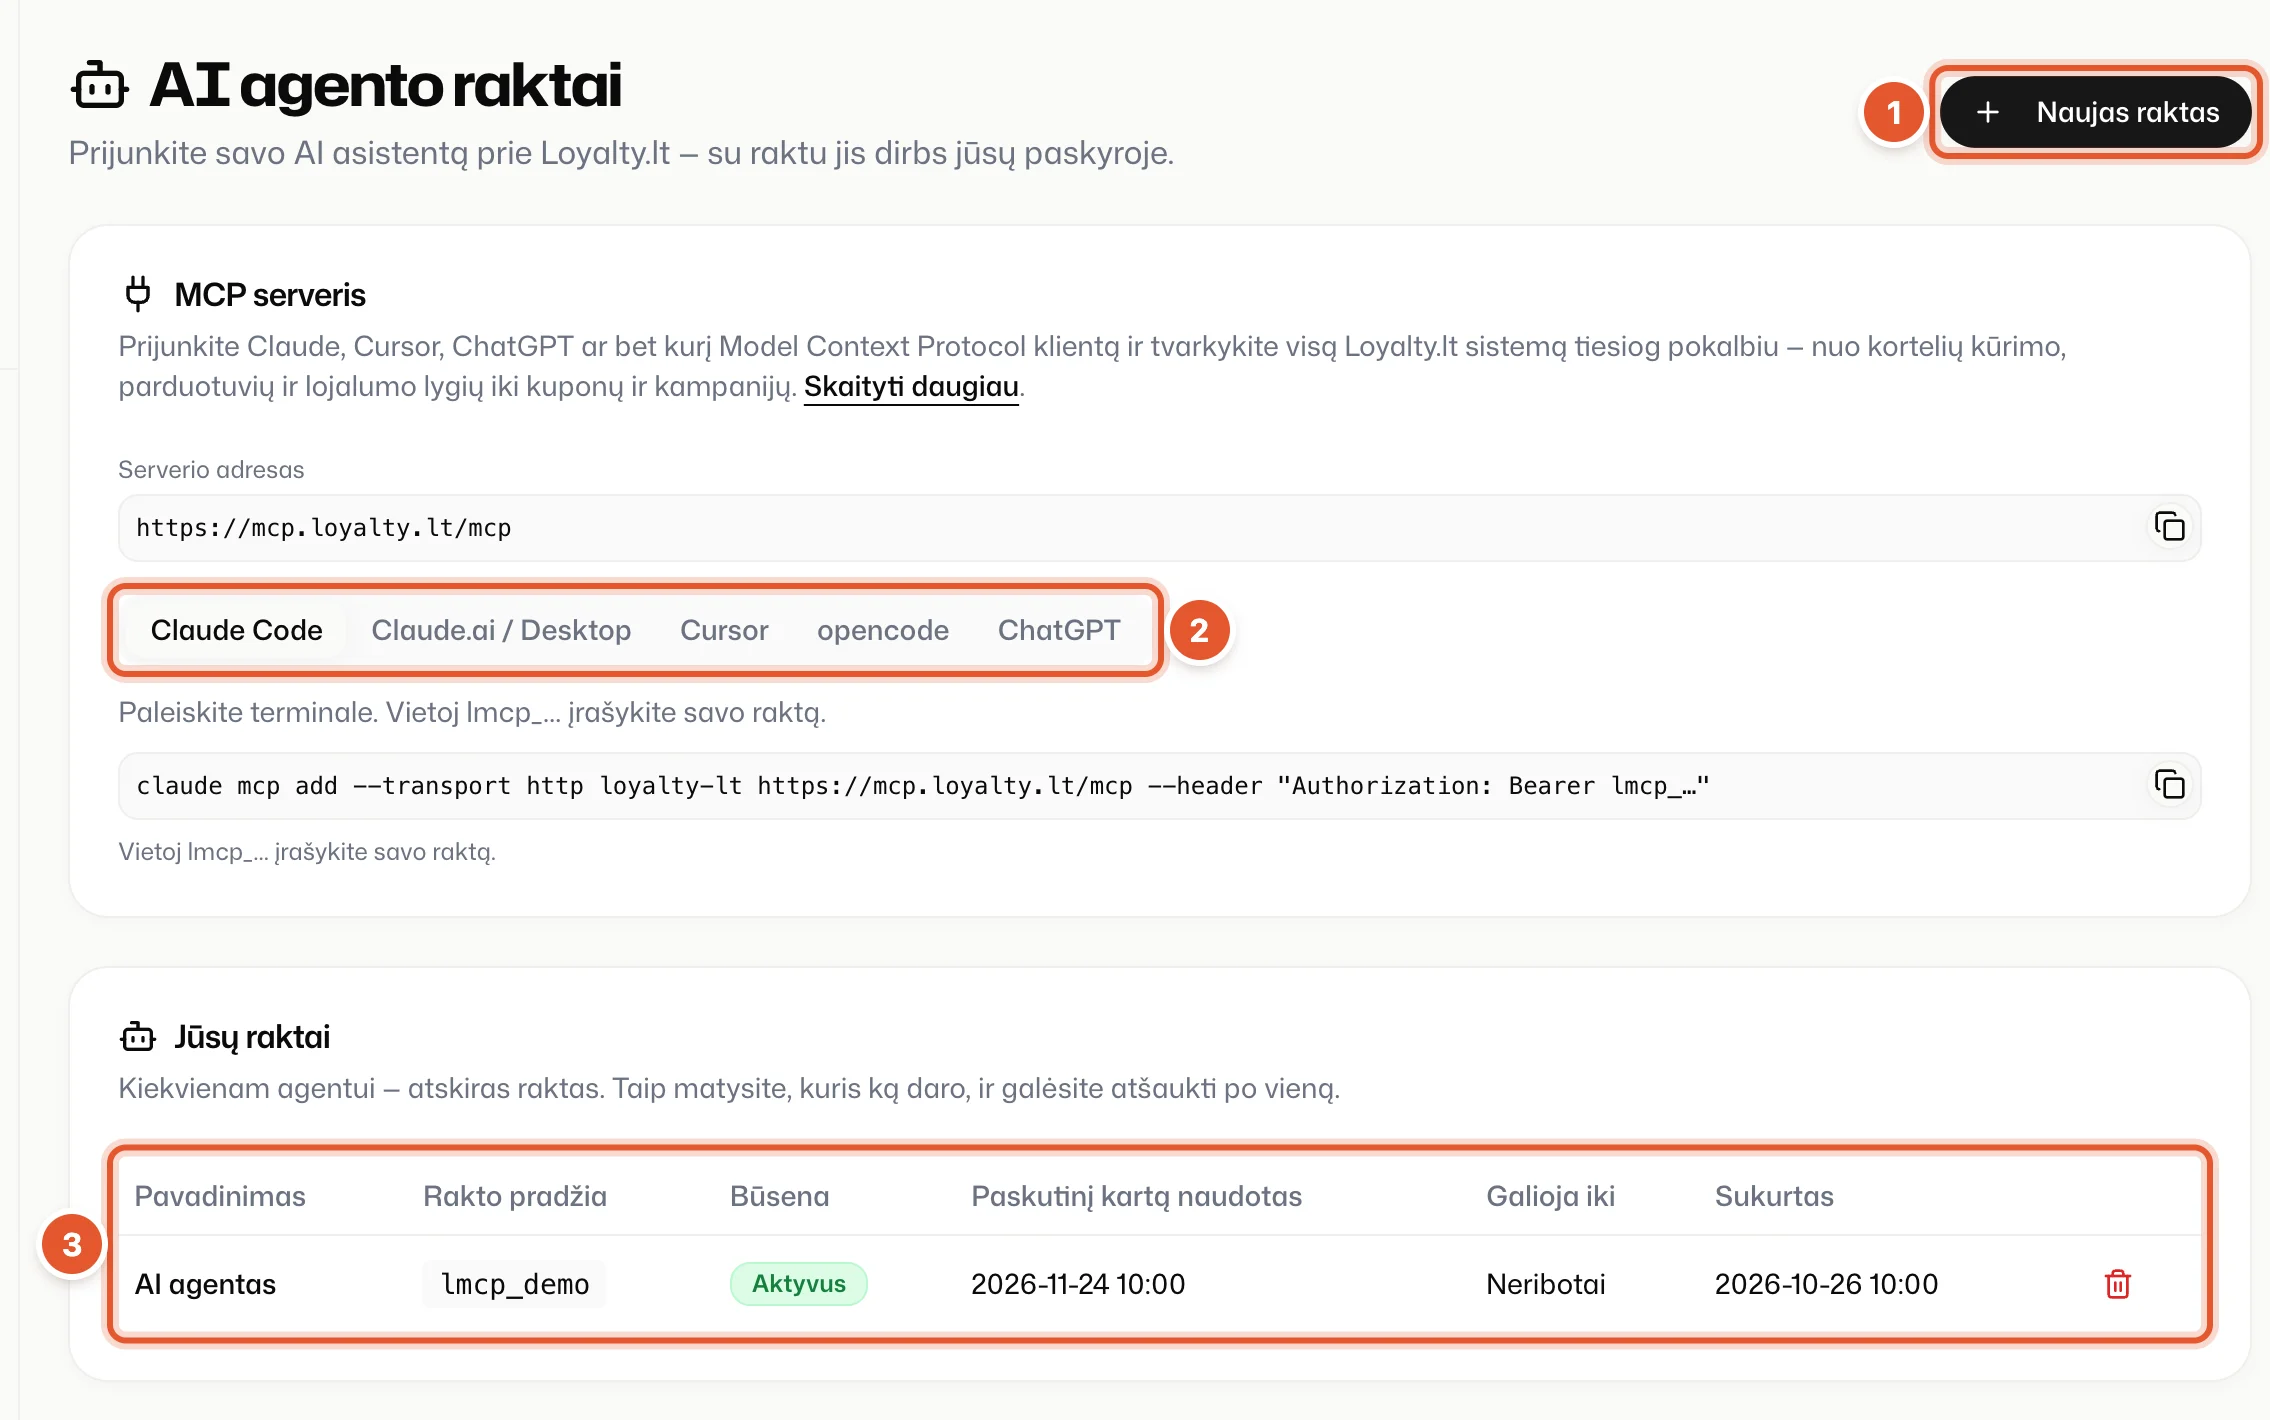 AI agento raktai
1
+ Naujas raktas
Prijunkite savo AI asistentą prie Loyalty.lt – su raktu jis dirbs jūsų paskyroje.
MCP serveris
Prijunkite Claude, Cursor, ChatGPT ar bet kurį Model Context Protocol klientą ir tvarkykite visą Loyalty.lt sistemą tiesiog pokalbiu – nuo kortelių kūrimo,
parduotuvių ir lojalumo lygių iki kuponų ir kampanijų. Skaityti daugiau.
Serverio adresas
https://mcp.loyalty.lt/mcp
Claude Code Claude.ai / Desktop Cursor opencode ChatGPT 2
Paleiskite terminale. Vietoj lmcp_… įrašykite savo raktą.
claude mcp add --transport http loyalty-lt https://mcp.loyalty.lt/mcp --header "Authorization: Bearer lmcp_…"
Vietoj lmcp_… įrašykite savo raktą.
Jūsų raktai
Kiekvienam agentui – atskiras raktas. Taip matysite, kuris ką daro, ir galėsite atšaukti po vieną.
3
Pavadinimas Rakto pradžia Būsena Paskutinį kartą naudotas Galioja iki Sukurtas
AI agentas lmcp_demo Aktyvus 2026-11-24 10:00 Neribotai 2026-10-26 10:00